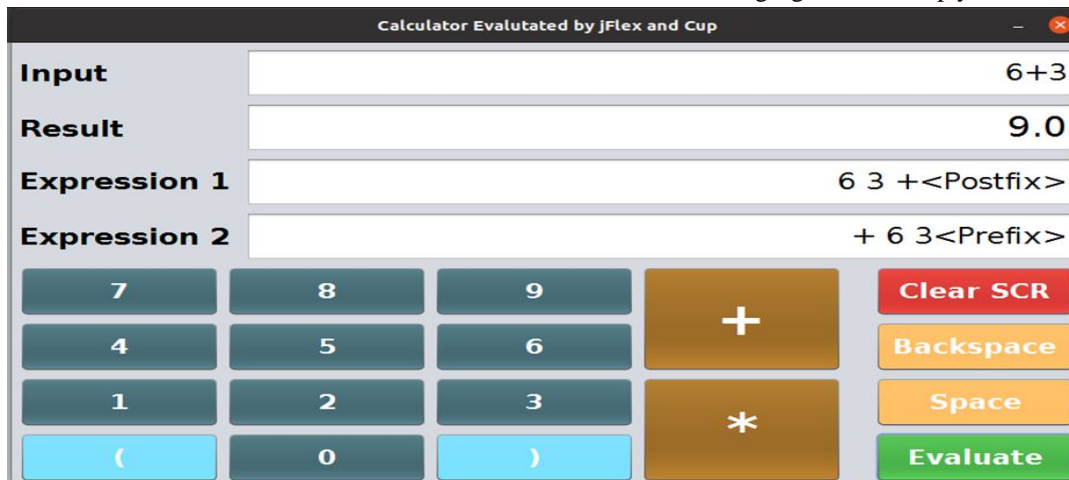 Calculator Evalutated by jFlex and Cup
Input 6+3
Result 9.0
Expression 1 6 3 +<Postfix>
Expression 2 + 6 3<Prefix>
7 8 9 + Clear SCR
4 5 6 Backspace
1 2 3 * Space
( 0 ) Evaluate